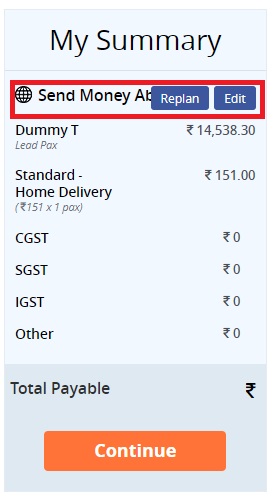 My Summary
Send Money Ab Replan Edit
Dummy T ₹ 14,538.30
Lead Pax
Standard - ₹ 151.00
Home Delivery
(₹151 x 1 pax)
CGST ₹ 0
SGST ₹ 0
IGST ₹ 0
Other ₹ 0
Total Payable ₹
Continue